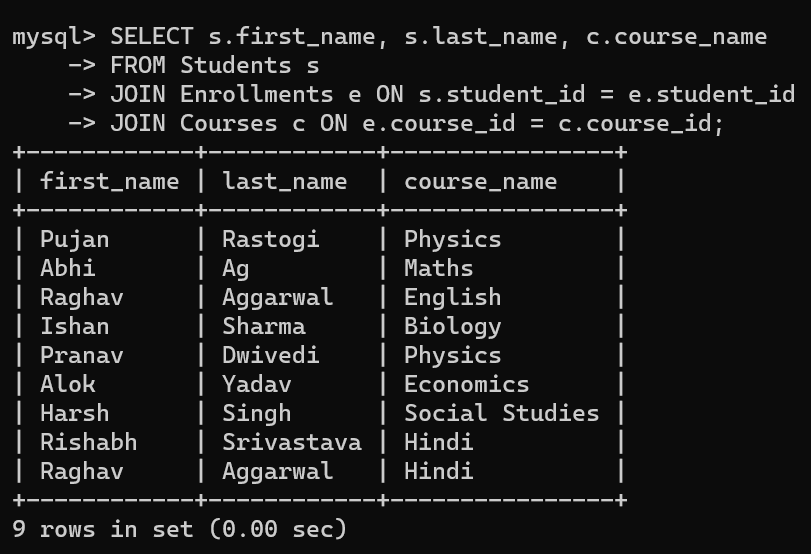 mysql> SELECT s.first_name, s.last_name, c.course_name
    -> FROM Students s
    -> JOIN Enrollments e ON s.student_id = e.student_id
    -> JOIN Courses c ON e.course_id = c.course_id;
+------------+------------+----------------+
| first_name | last_name  | course_name    |
+------------+------------+----------------+
| Pujan      | Rastogi    | Physics        |
| Abhi       | Ag         | Maths          |
| Raghav     | Aggarwal   | English        |
| Ishan      | Sharma     | Biology        |
| Pranav     | Dwivedi    | Physics        |
| Alok       | Yadav      | Economics      |
| Harsh      | Singh      | Social Studies |
| Rishabh    | Srivastava | Hindi          |
| Raghav     | Aggarwal   | Hindi          |
+------------+------------+----------------+
9 rows in set (0.00 sec)